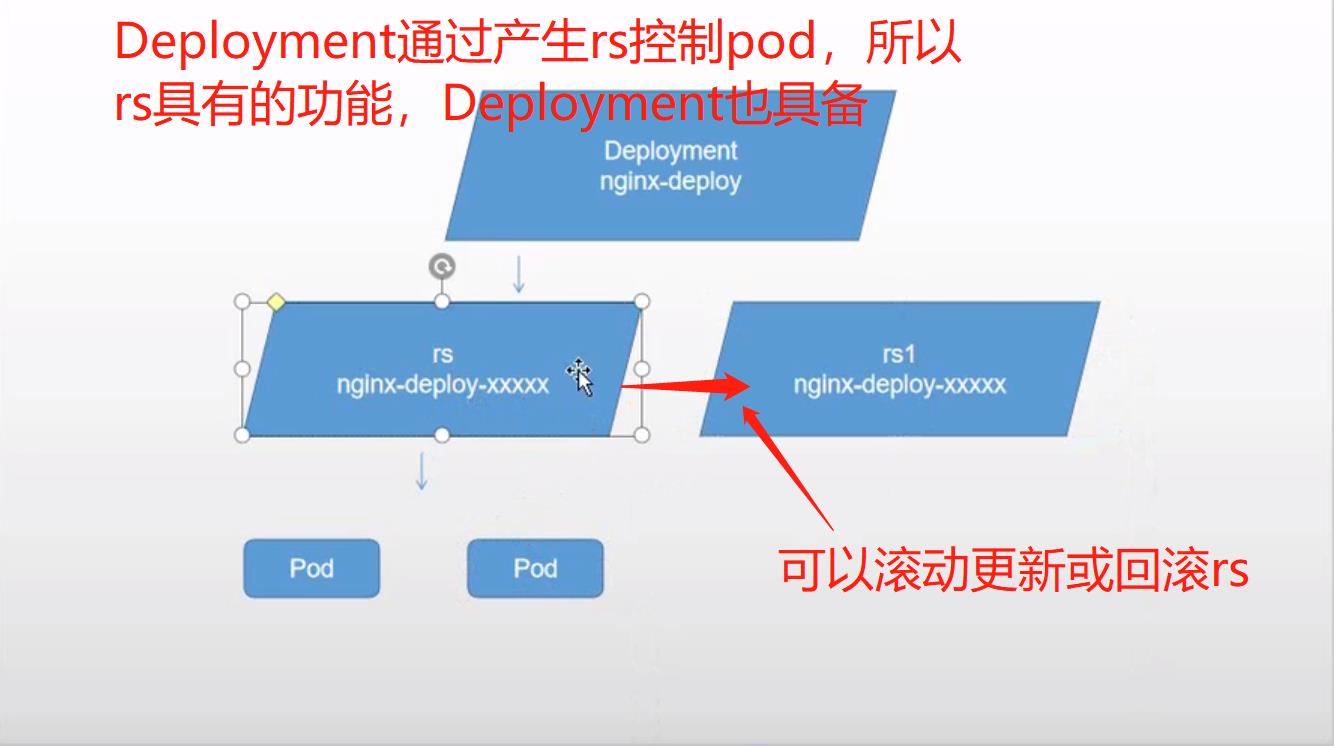 Deployment通过产生rs控制pod，所以
rs具有的功能，Deployment也具备
Deployment
nginx-deploy
rs
nginx-deploy-xxxxx
rs1
nginx-deploy-xxxxx
Pod
Pod
可以滚动更新或回滚rs